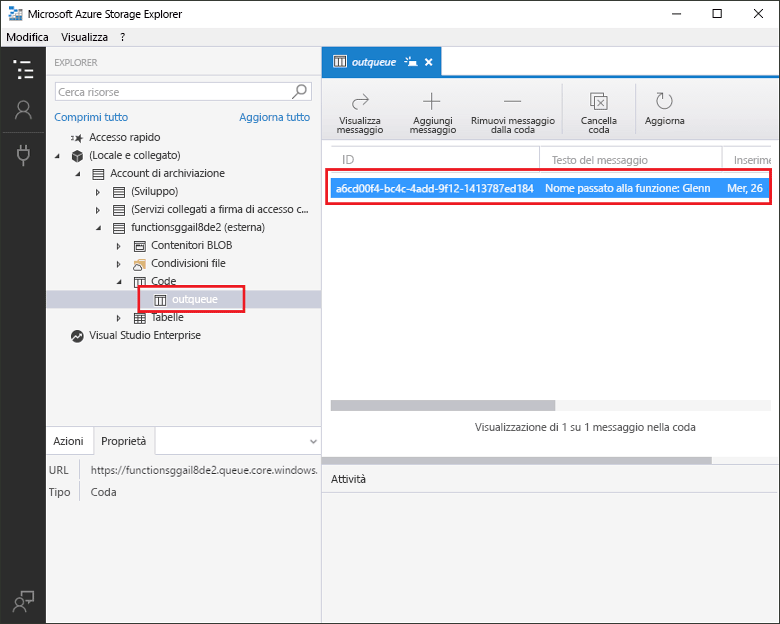 Microsoft Azure Storage Explorer
Modifica Visualizza ?
EXPLORER
Cerca risorse
Comprimi tutto Aggiorna tutto
Accesso rapido
(Locale e collegato)
Account di archiviazione
(Sviluppo)
(Servizi collegati a firma di accesso c...
functionsggail8de2 (esterna)
Contenitori BLOB
Condivisioni file
Code
outqueue
Tabelle
Visual Studio Enterprise
Azioni Proprietà
URL https://functionsggail8de2.queue.core.windows.
Tipo Coda
outqueue
Visualizza messaggio
Aggiungi messaggio
Rimuovi messaggio dalla coda
Cancella coda
Aggiorna
ID Testo del messaggio Inserime
a6cd00f4-bc4c-4add-9f12-1413787ed184 Nome passato alla funzione: Glenn Mer, 26
Visualizzazione di 1 su 1 messaggio nella coda
Attività